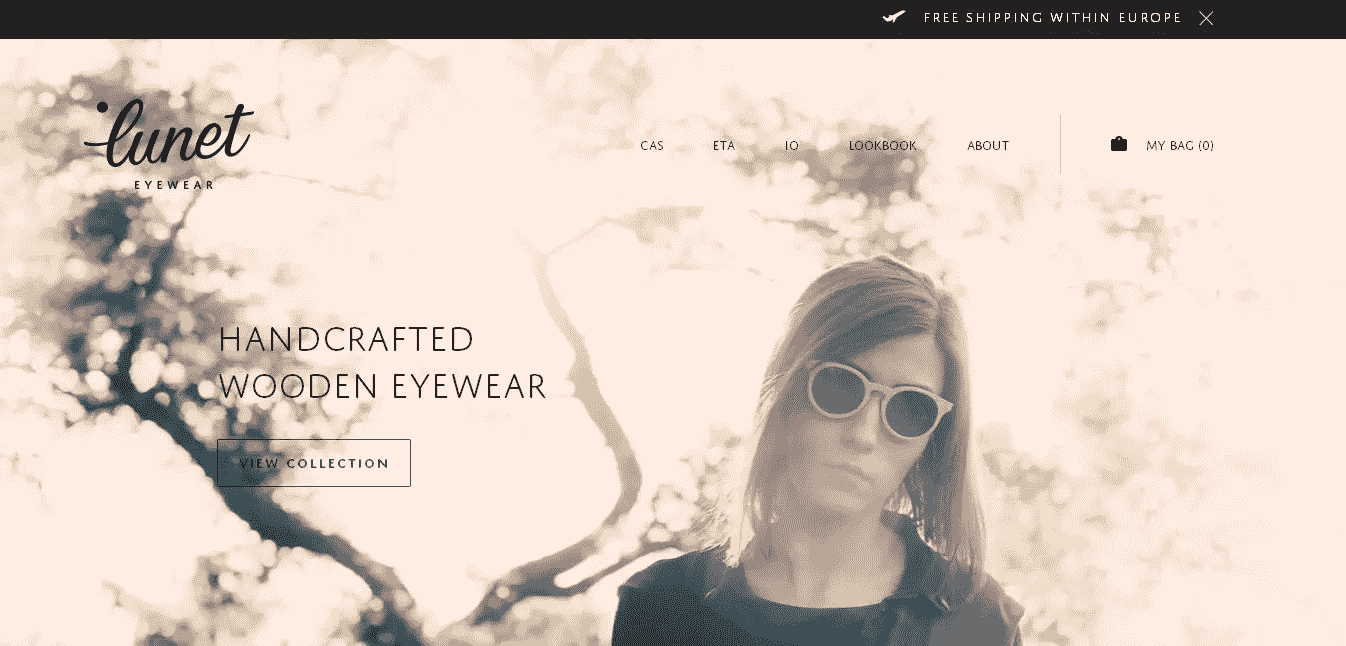 FREE SHIPPING WITHIN EUROPE
lunet
EYEWEAR
CAS
ETA
IO
LOOKBOOK
ABOUT
MY BAG (0)
HANDCRAFTED
WOODEN EYEWEAR
VIEW COLLECTION